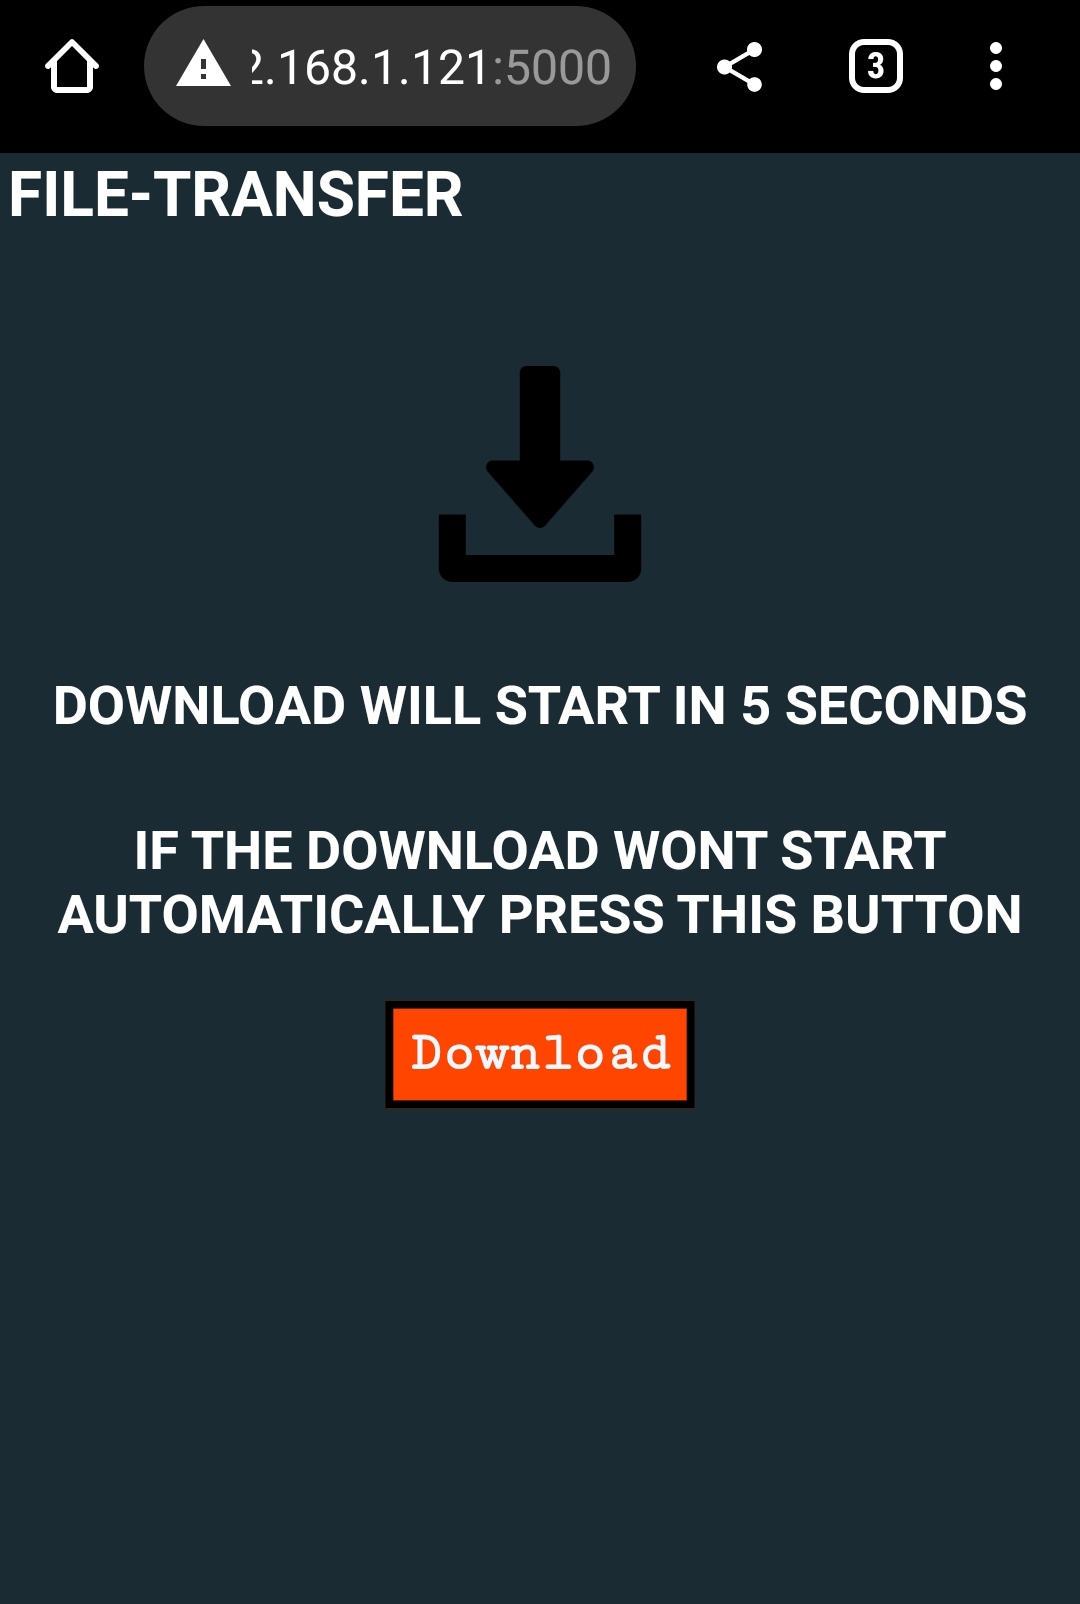 2.168.1.121:5000
3
FILE-TRANSFER
DOWNLOAD WILL START IN 5 SECONDS
IF THE DOWNLOAD WONT START
AUTOMATICALLY PRESS THIS BUTTON
Download